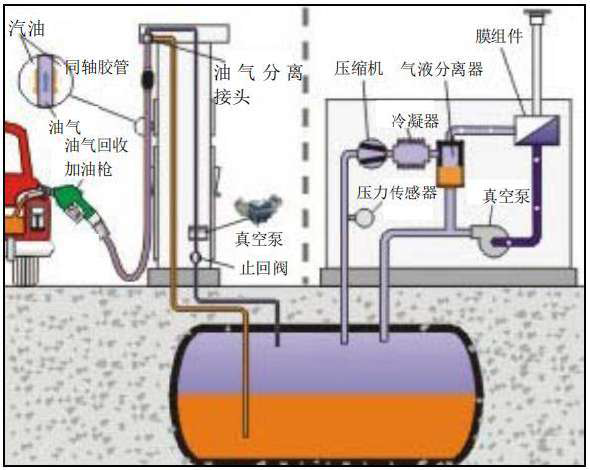 汽油
同轴胶管
油气
油气回收
加油枪
油气分离
接头
真空泵
止回阀
压缩机
冷凝器
气液分离器
膜组件
压力传感器
真空泵